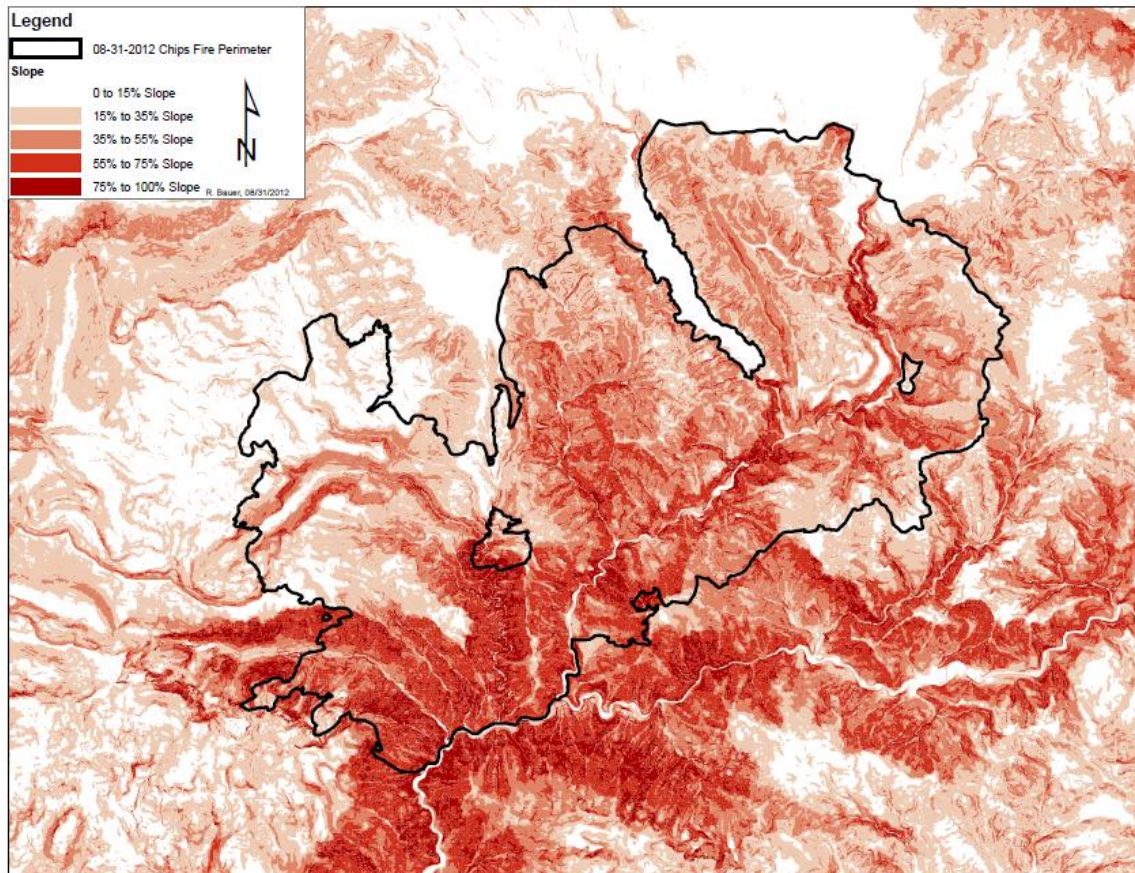 Legend
08-31-2012 Chips Fire Perimeter
Slope
0 to 15% Slope
15% to 35% Slope
35% to 55% Slope
55% to 75% Slope
75% to 100% Slope
N
R. Bauer, 08/31/2012